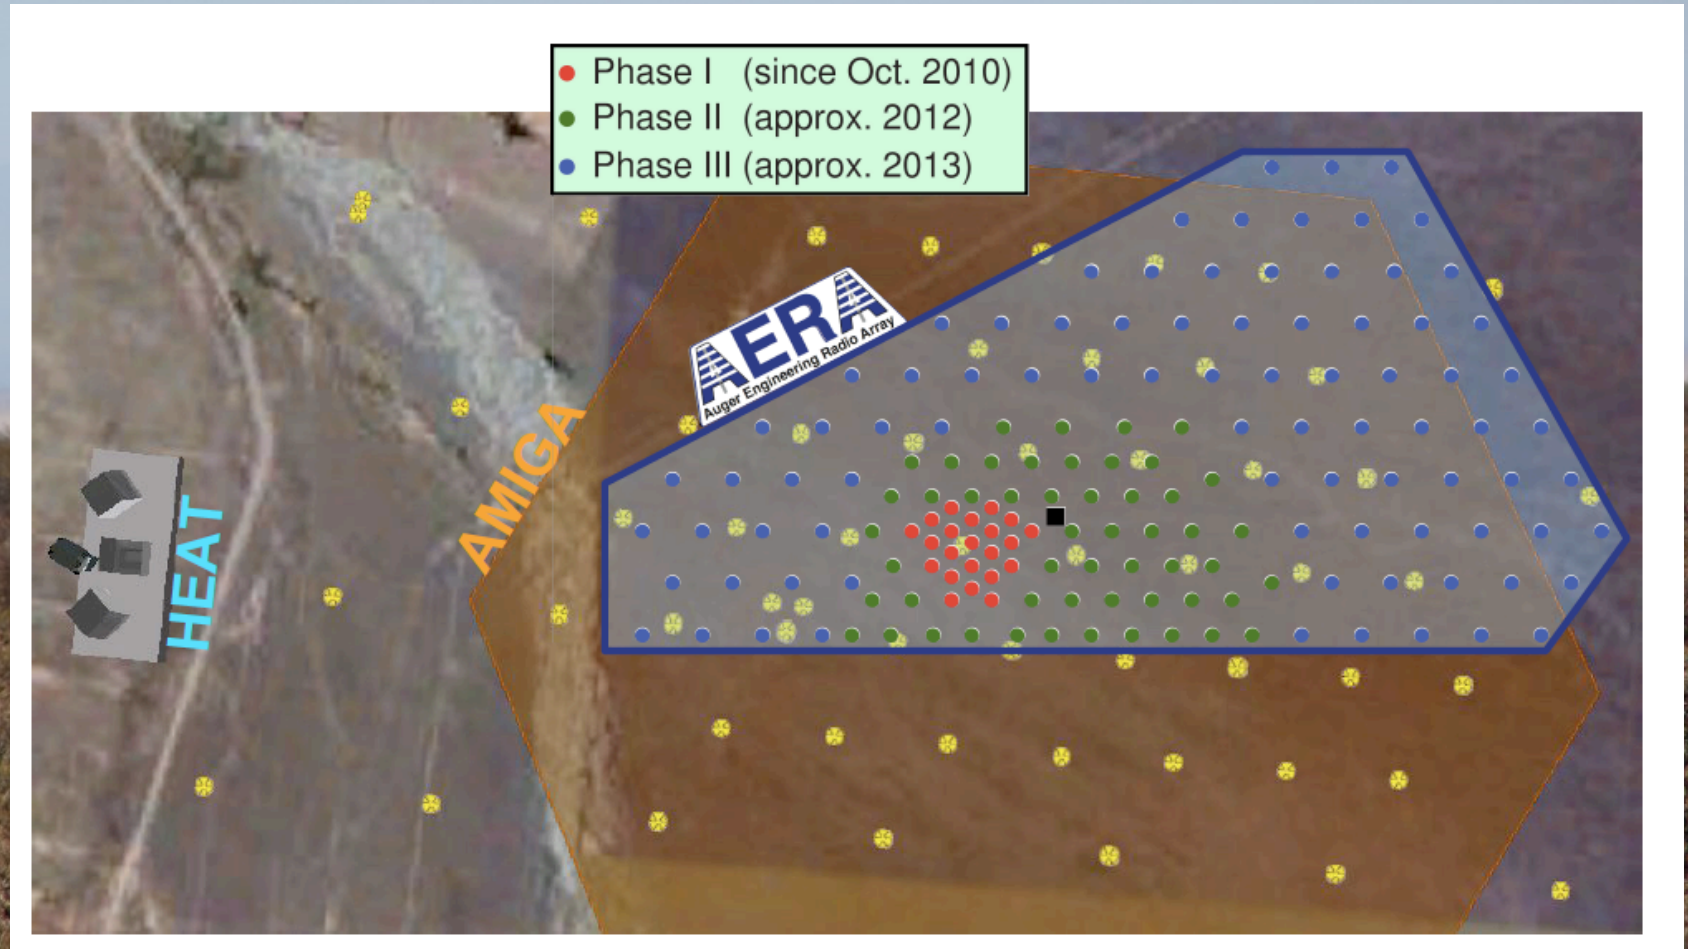 Phase I (since Oct. 2010)
Phase II (approx. 2012)
Phase III (approx. 2013)
AERA
Auger Engineering Radio Array
AMIGA
HEAT